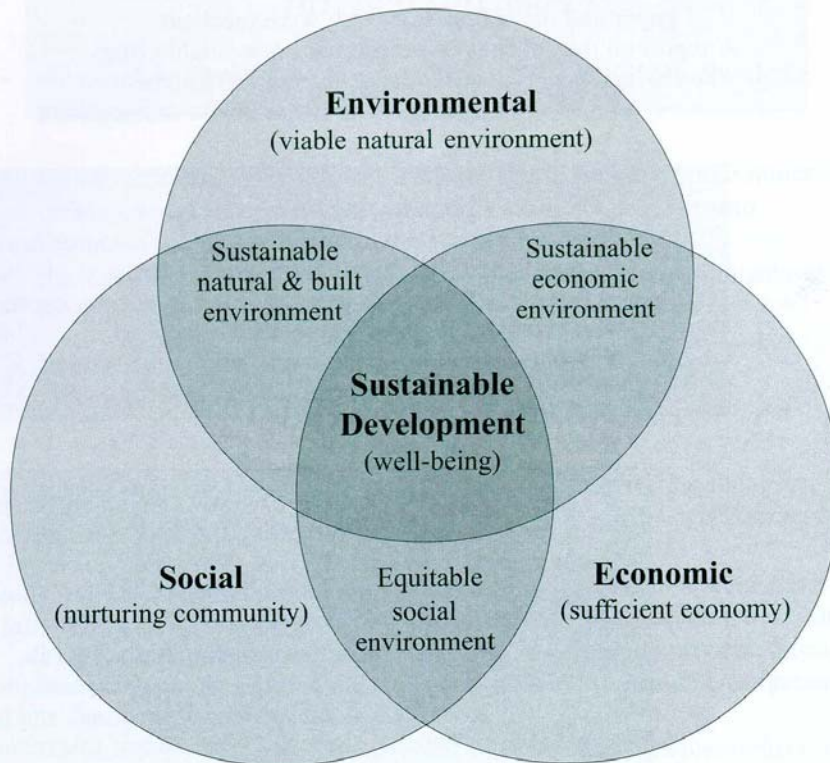 Environmental
(viable natural environment)
Sustainable
natural & built
environment
Sustainable
economic
environment
Sustainable
Development
(well-being)
Social
(nurturing community)
Equitable
social
environment
Economic
(sufficient economy)